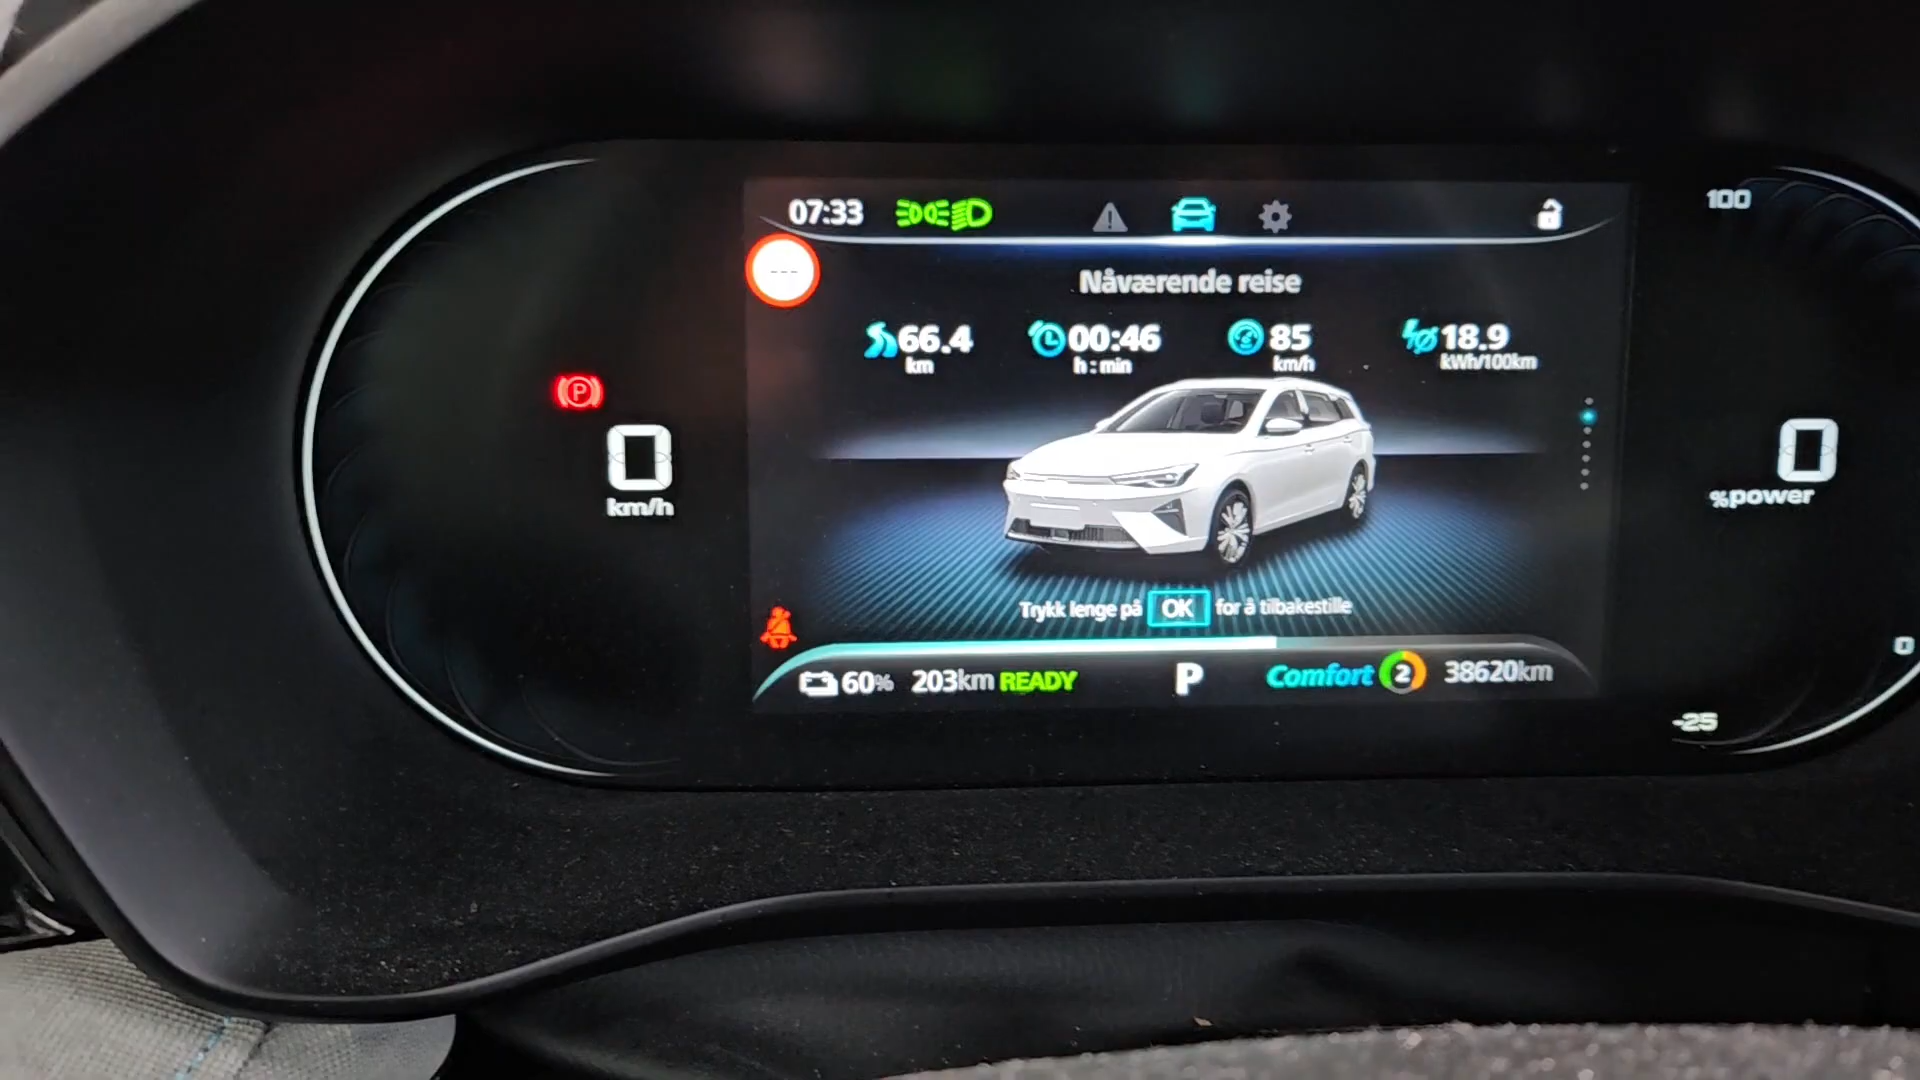 07:33
100
---
Nåværende reise
66.4 00:46 85 18.9
km h : min km/h kWh/100km
P
0
km/h
0
%power
Trykk lenge på OK for å tilbakestille
0
60% 203km READY P Comfort 2 38620km
-25